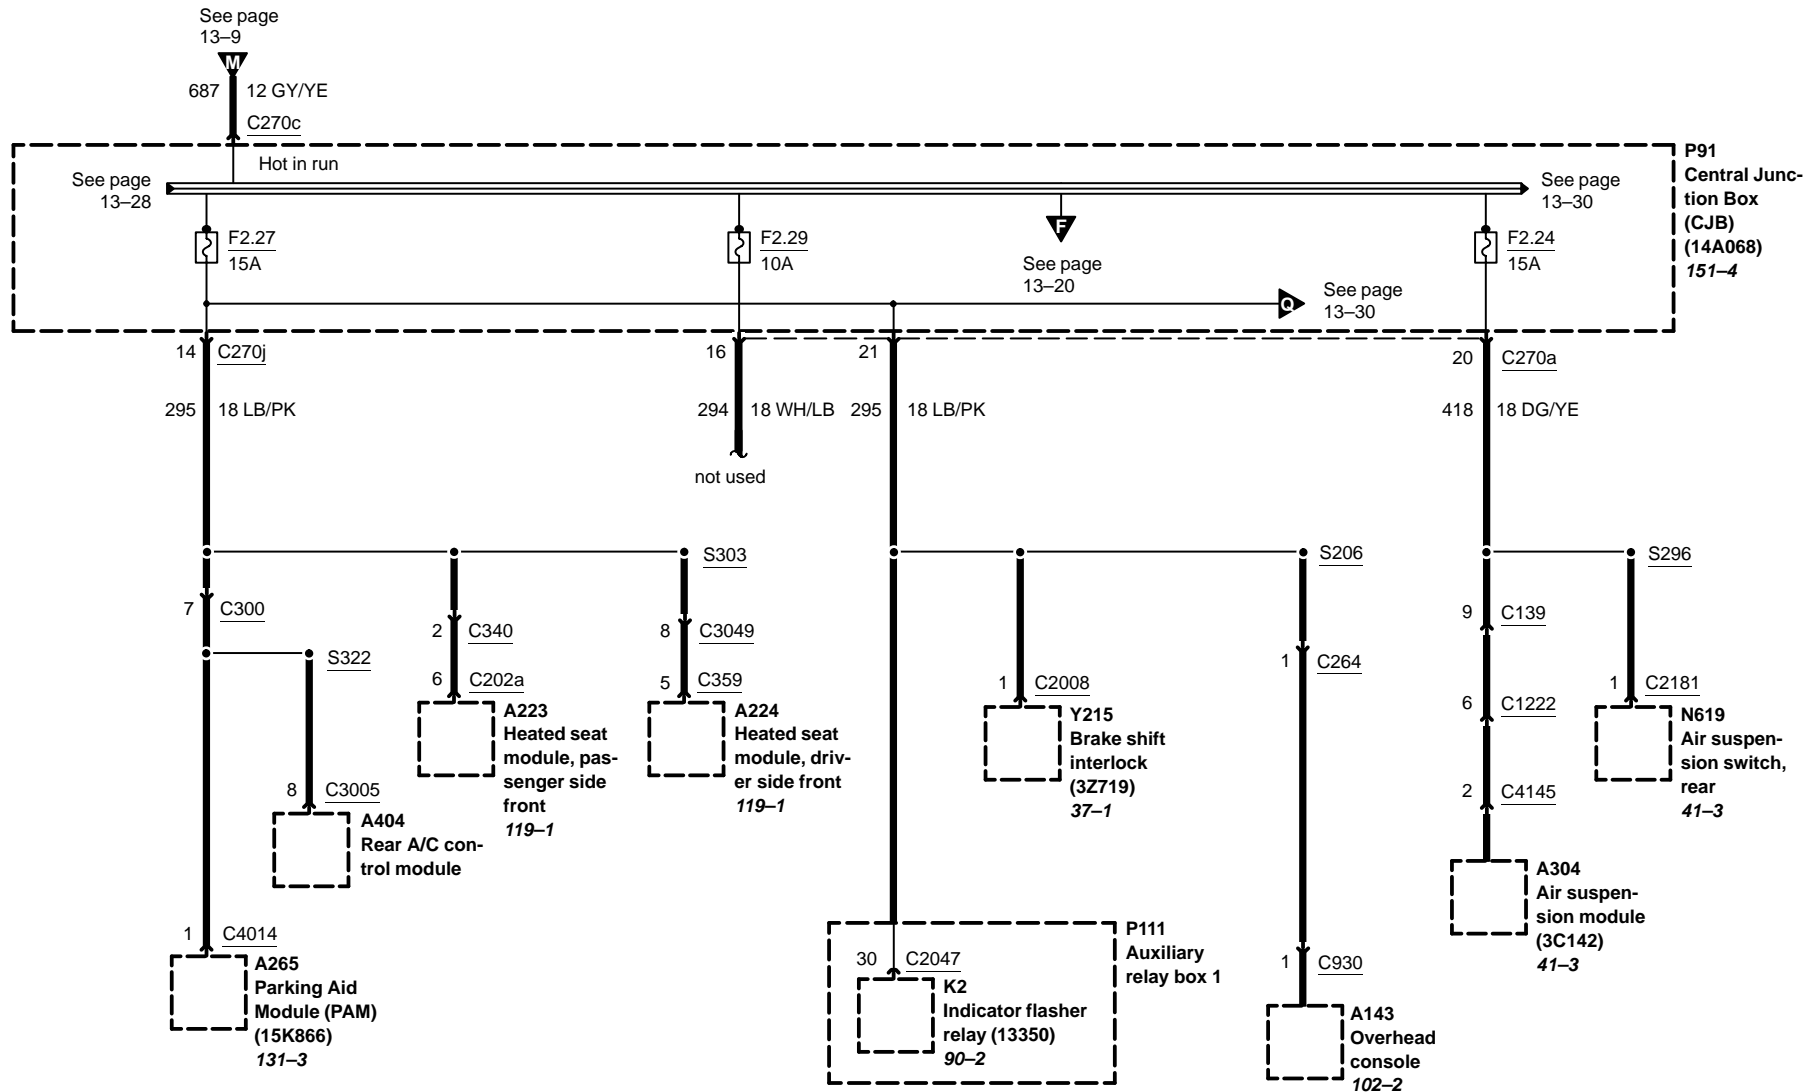 See page
13–9
M
687
12 GY/YE
C270c
Hot in run
See page
13–28
See page
13–30
P91
Central Junc-
tion Box
(CJB)
(14A068)
151–4
F2.27
15A
F2.29
10A
F
See page
13–20
F2.24
15A
Q
See page
13–30
14
C270j
16
21
20
C270a
295
18 LB/PK
294
18 WH/LB
295
18 LB/PK
418
18 DG/YE
not used
S303
S206
S296
7
C300
2
C340
8
C3049
9
C139
S322
1
C264
6
C202a
5
C359
1
C2008
6
C1222
1
C2181
A223
Heated seat
module, pas-
senger side
front
119–1
A224
Heated seat
module, driv-
er side front
119–1
Y215
Brake shift
interlock
(3Z719)
37–1
N619
Air suspen-
sion switch,
rear
41–3
8
C3005
2
C4145
A404
Rear A/C con-
trol module
A304
Air suspen-
sion module
(3C142)
41–3
1
C4014
A265
Parking Aid
Module (PAM)
(15K866)
131–3
P111
Auxiliary
relay box 1
30
C2047
K2
Indicator flasher
relay (13350)
90–2
1
C930
A143
Overhead
console
102–2